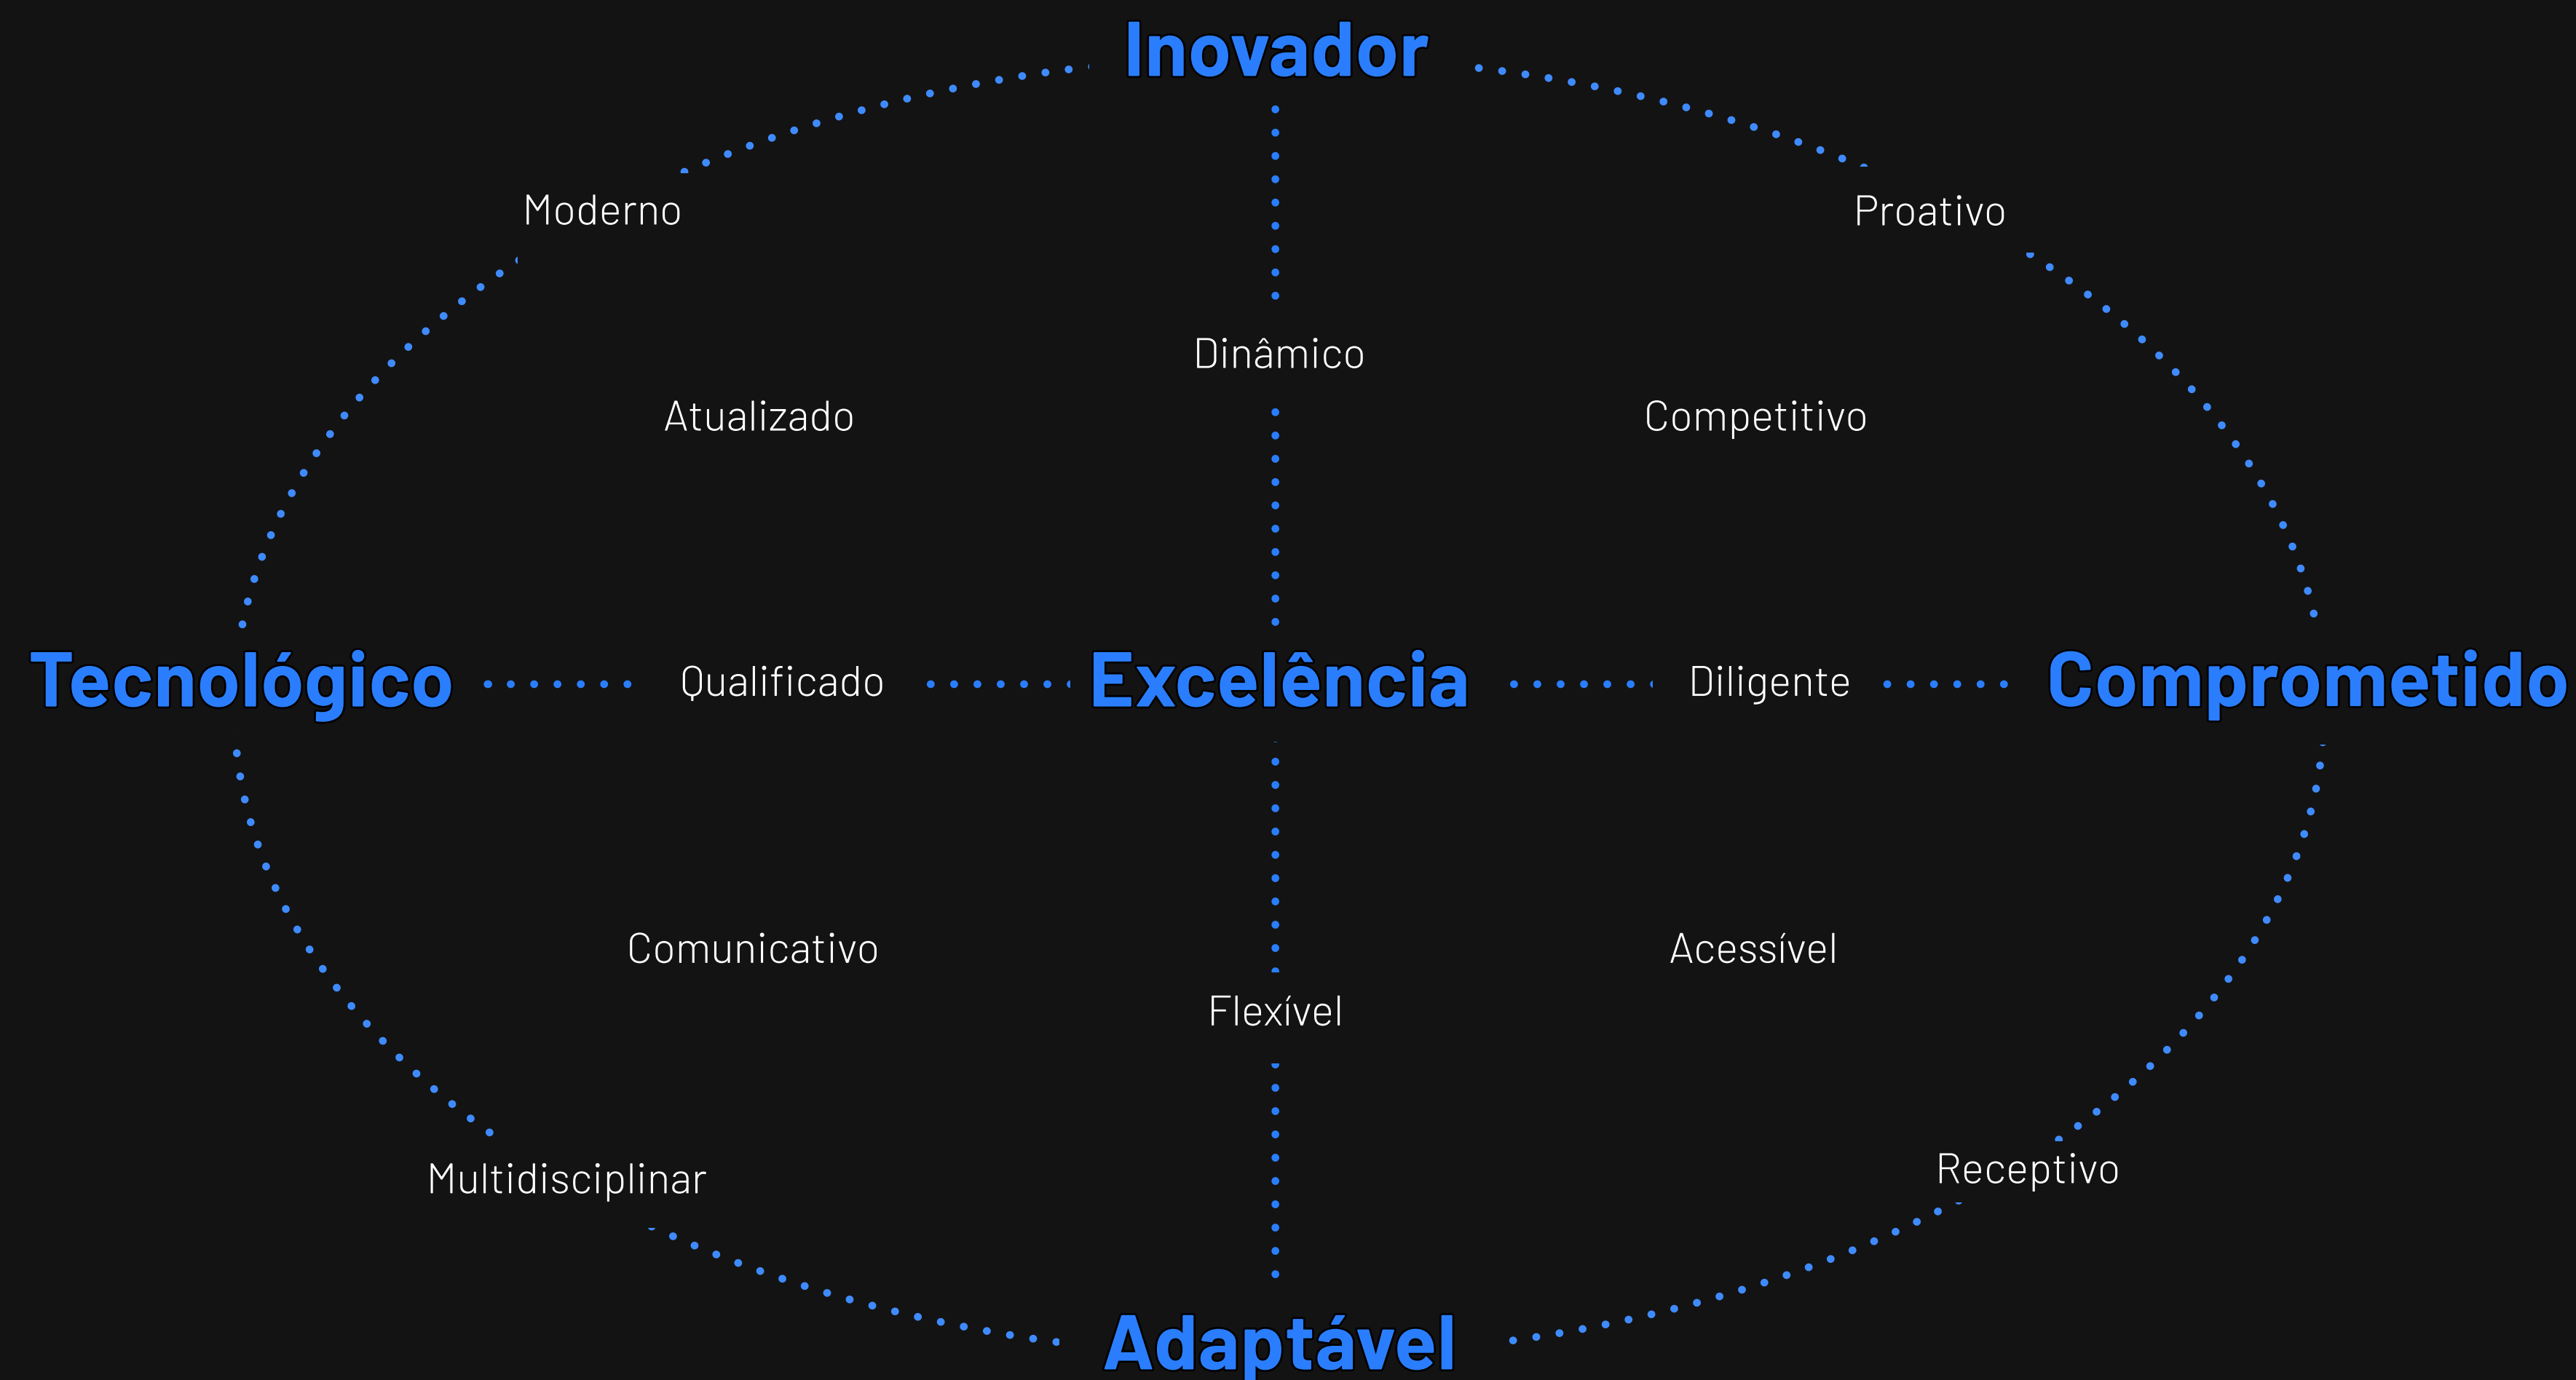 Inovador
Moderno
Proativo
Dinâmico
Atualizado
Competitivo
Tecnológico
Qualificado
Excelência
Diligente
Comprometido
Comunicativo
Acessível
Flexível
Multidisciplinar
Receptivo
Adaptável